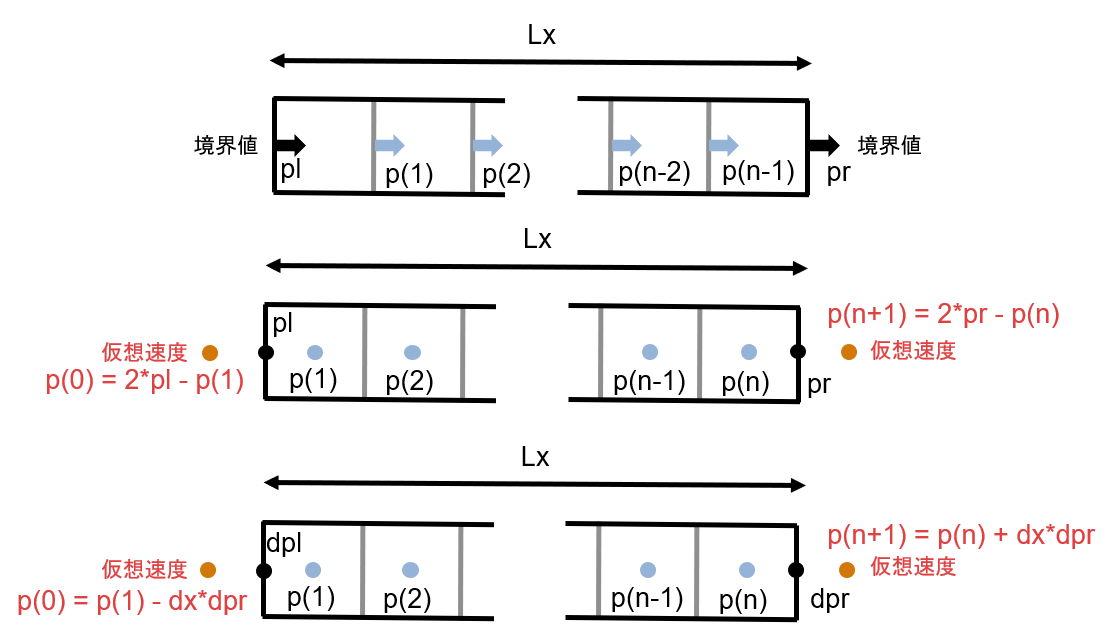 Lx
境界値
境界値
pl
p(1)
p(2)
p(n-2)
p(n-1)
pr
Lx
pl
p(n+1) = 2*pr - p(n)
仮想速度
仮想速度
p(0) = 2*pl - p(1)
p(1)
p(2)
p(n-1)
p(n)
pr
Lx
dpl
p(n+1) = p(n) + dx*dpr
仮想速度
仮想速度
p(0) = p(1) - dx*dpr
p(1)
p(2)
p(n-1)
p(n)
dpr